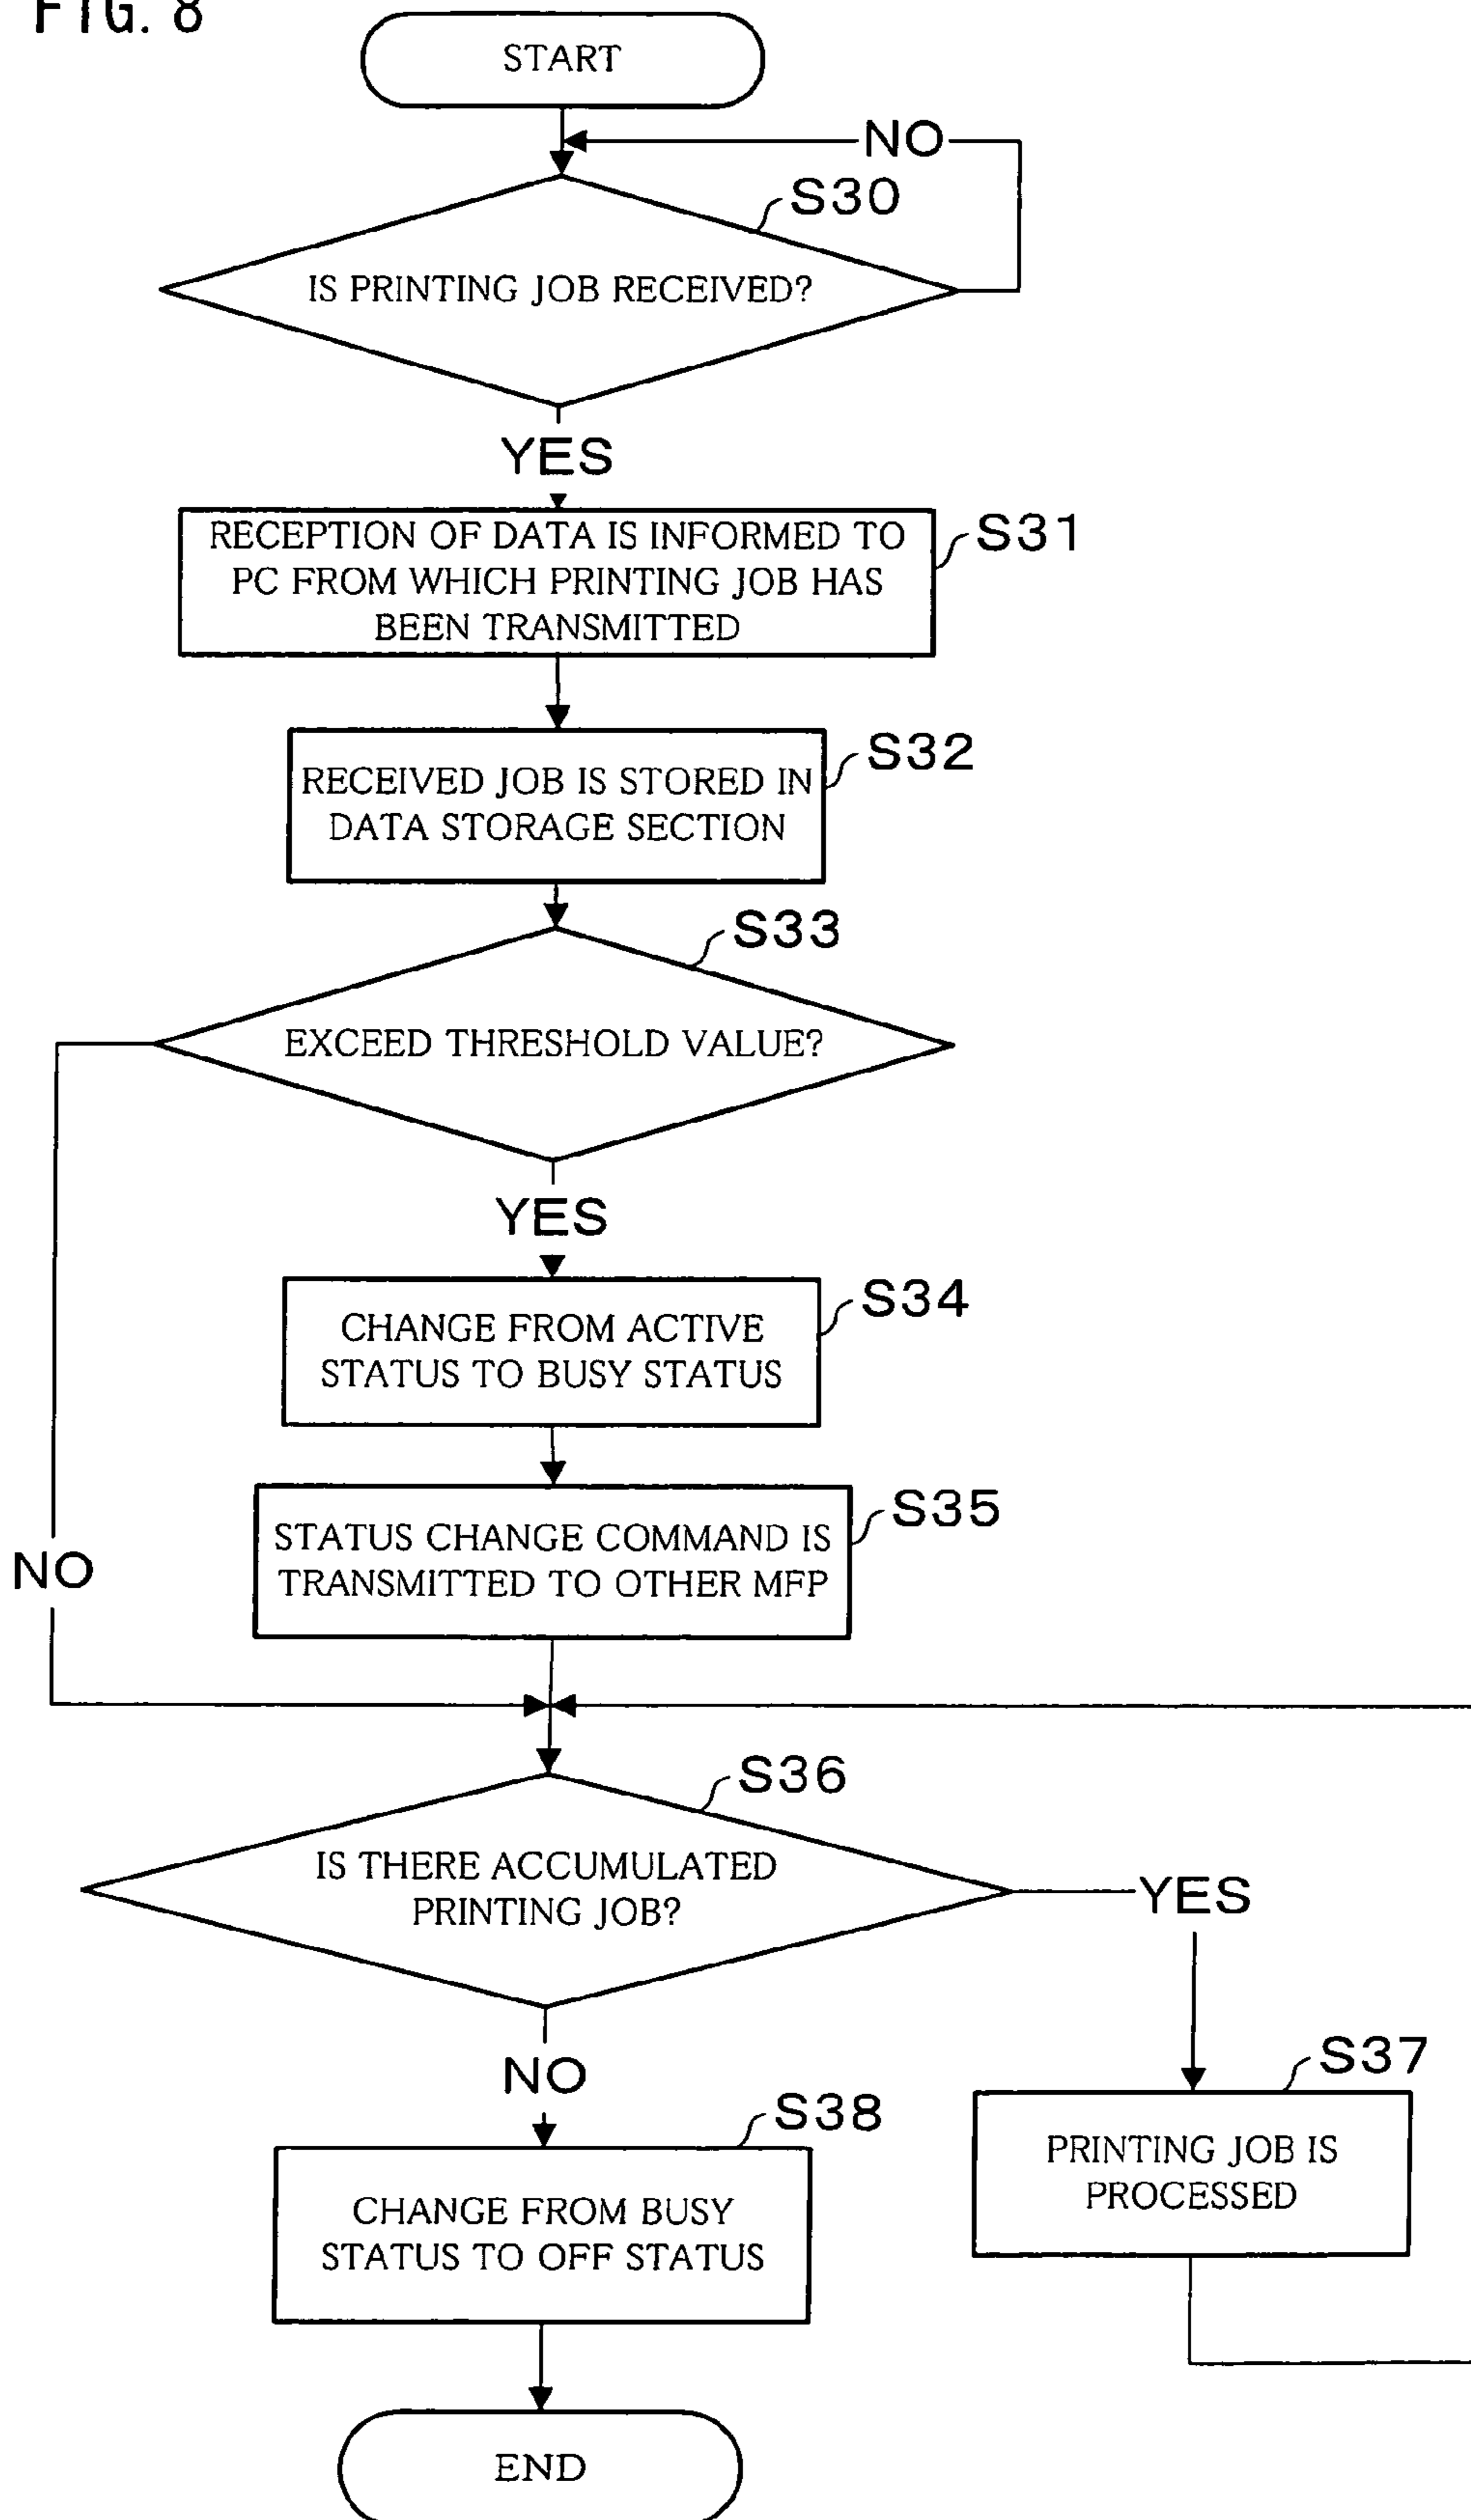 FIG. 8
START
NO
S30
IS PRINTING JOB RECEIVED?
YES
S31
RECEPTION OF DATA IS INFORMED TO
PC FROM WHICH PRINTING JOB HAS
BEEN TRANSMITTED
S32
RECEIVED JOB IS STORED IN
DATA STORAGE SECTION
S33
EXCEED THRESHOLD VALUE?
YES
S34
CHANGE FROM ACTIVE
STATUS TO BUSY STATUS
S35
STATUS CHANGE COMMAND IS
TRANSMITTED TO OTHER MFP
NO
S36
IS THERE ACCUMULATED
PRINTING JOB?
YES
NO
S37
PRINTING JOB IS
PROCESSED
S38
CHANGE FROM BUSY
STATUS TO OFF STATUS
END